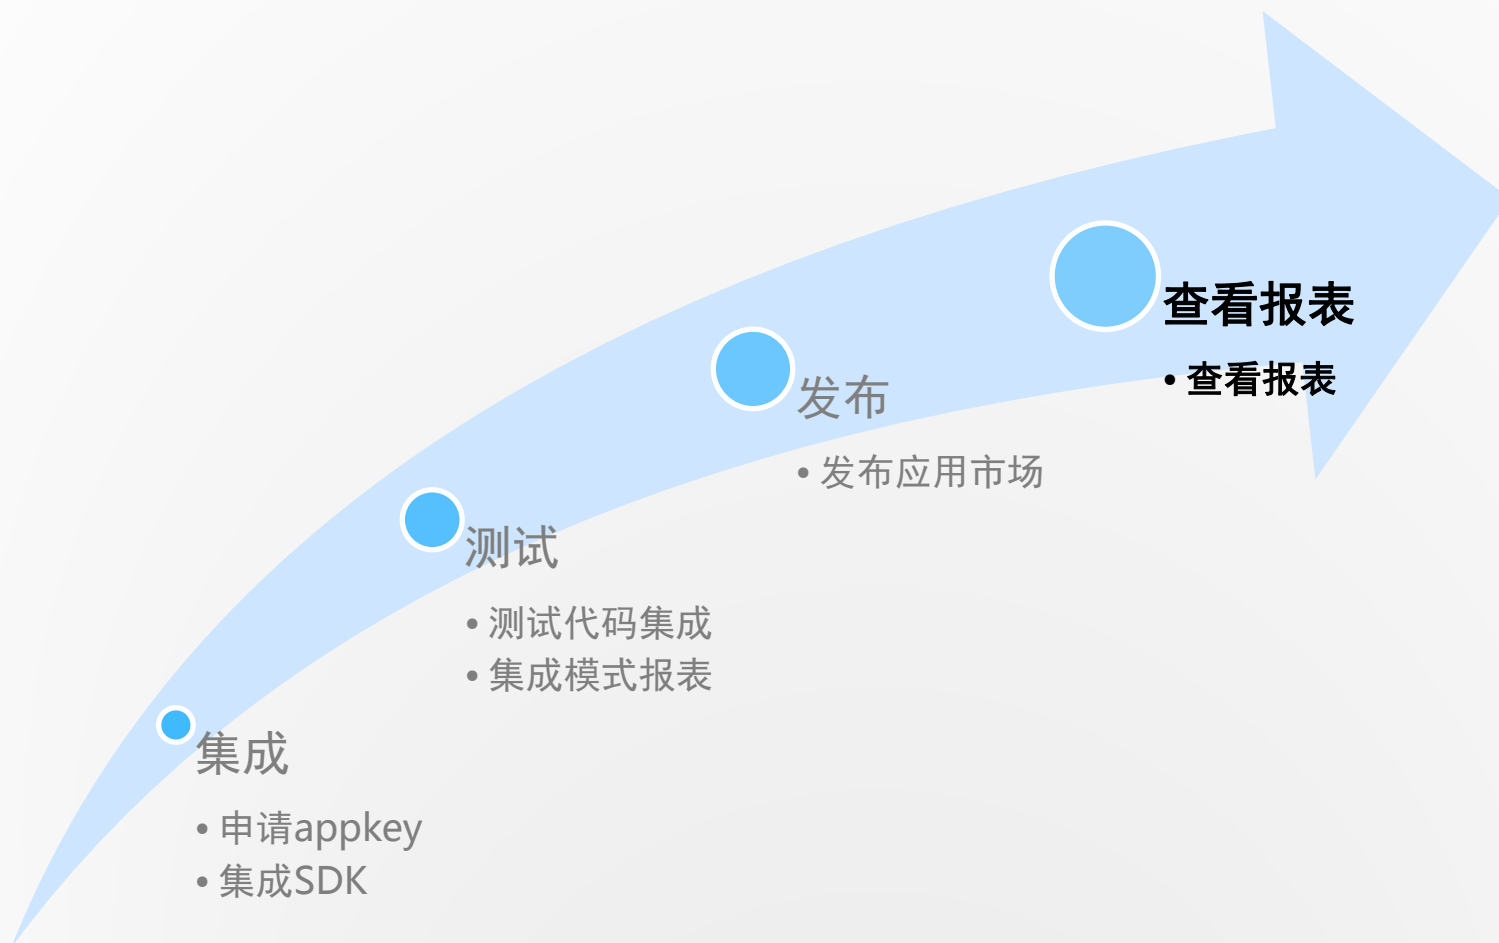 查看报表
• 查看报表
发布
• 发布应用市场
测试
• 测试代码集成
• 集成模式报表
集成
• 申请appkey
• 集成SDK